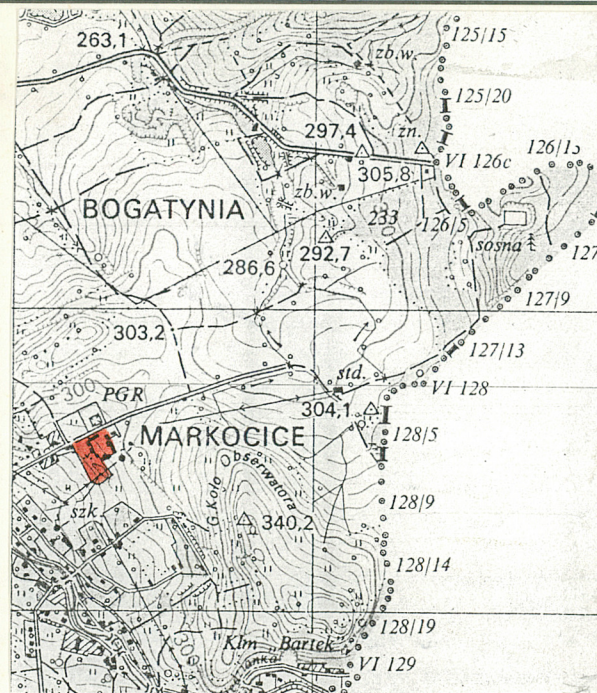 125/15
263,1
zb.w.
125/20
297,4
zn.
VI 126c
126/15
305,8
zb.w.
BOGATYNIA
233
126/5
sosna
292,7
127
286,6
127/9
303,2
127/13
std.
300
PGR
VI 128
304,1
MARKOCICE
128/5
G. Koło Obserwatora
szk.
128/9
340,2
128/14
128/19
300
Klm „Bartek"
VI 129